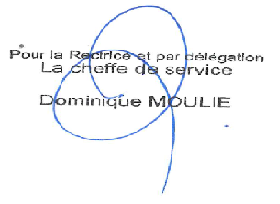 Pour la Rectrice et par délégation
La cheffe de service
Dominique MOULIE